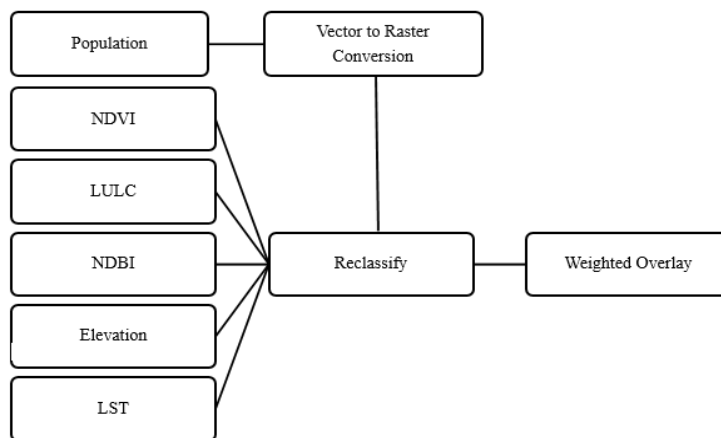 Population
Vector to Raster
Conversion
NDVI
LULC
NDBI
Reclassify
Weighted Overlay
Elevation
LST